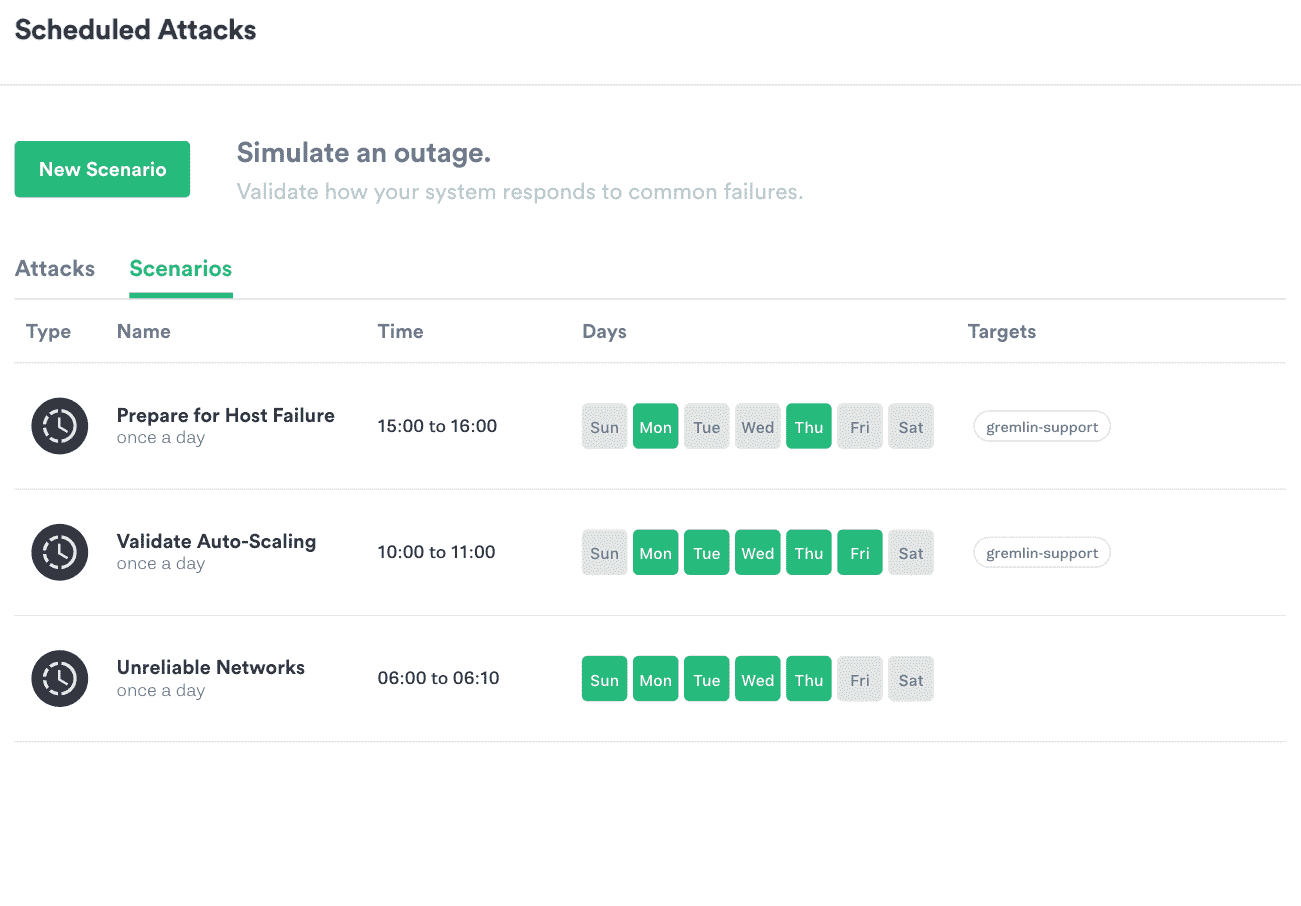 Scheduled Attacks
New Scenario
Simulate an outage.
Validate how your system responds to common failures.
Attacks Scenarios
Type Name Time Days Targets
Prepare for Host Failure
once a day
15:00 to 16:00
Sun Mon Tue Wed Thu Fri Sat
gremlin-support
Validate Auto-Scaling
once a day
10:00 to 11:00
Sun Mon Tue Wed Thu Fri Sat
gremlin-support
Unreliable Networks
once a day
06:00 to 06:10
Sun Mon Tue Wed Thu Fri Sat